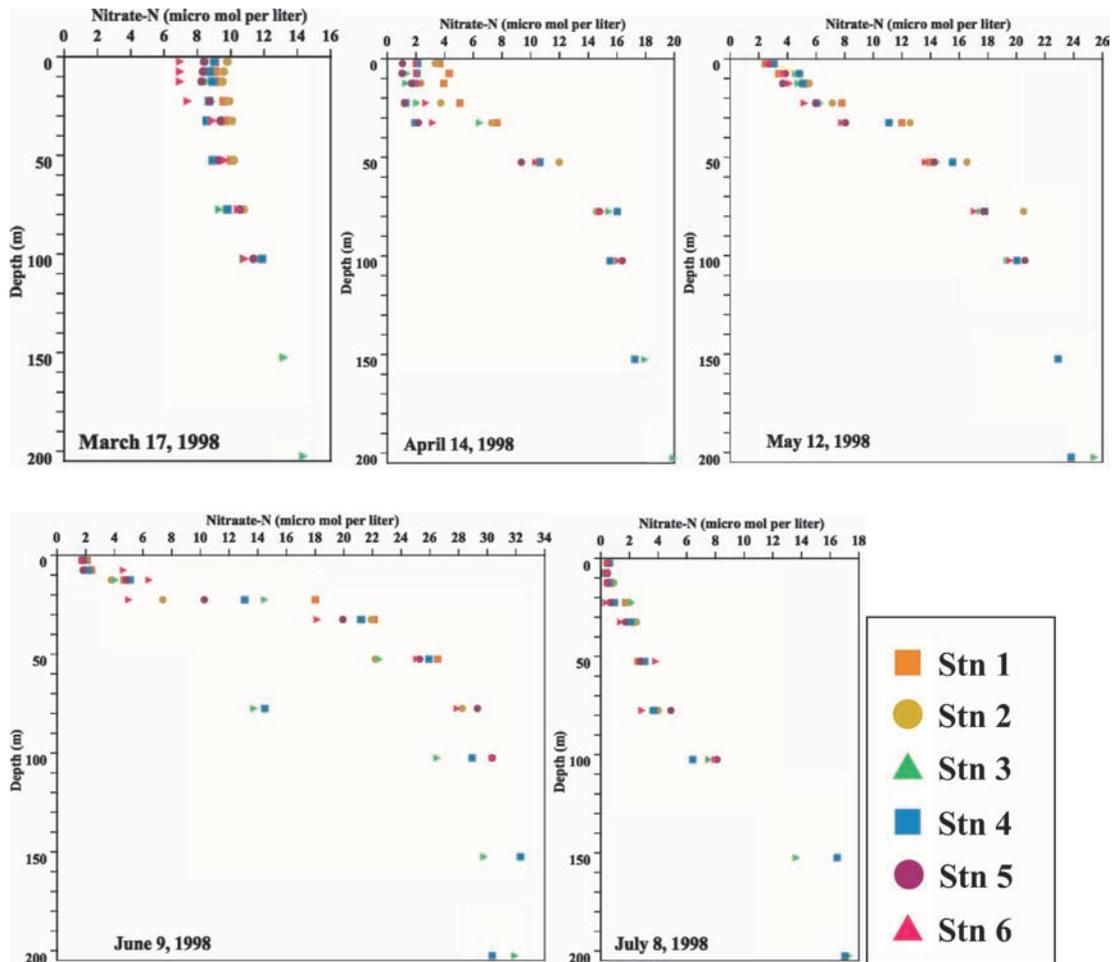 Nitrate-N (micro mol per liter)
0 2 4 6 8 10 12 14 16
0
50
100
150
200
Depth (m)
March 17, 1998
Nitrate-N (micro mol per liter)
0 2 4 6 8 10 12 14 16 18 20
0
50
100
150
200
Depth (m)
April 14, 1998
Nitrate-N (micro mol per liter)
0 2 4 6 8 10 12 14 16 18 20 22 24 26
0
50
100
150
200
Depth (m)
May 12, 1998
Nitraate-N (micro mol per liter)
0 2 4 6 8 10 12 14 16 18 20 22 24 26 28 30 32 34
0
50
100
150
200
Depth (m)
June 9, 1998
Nitrate-N (micro mol per liter)
0 2 4 6 8 10 12 14 16 18
0
50
100
150
200
Depth (m)
July 8, 1998
Stn 1
Stn 2
Stn 3
Stn 4
Stn 5
Stn 6